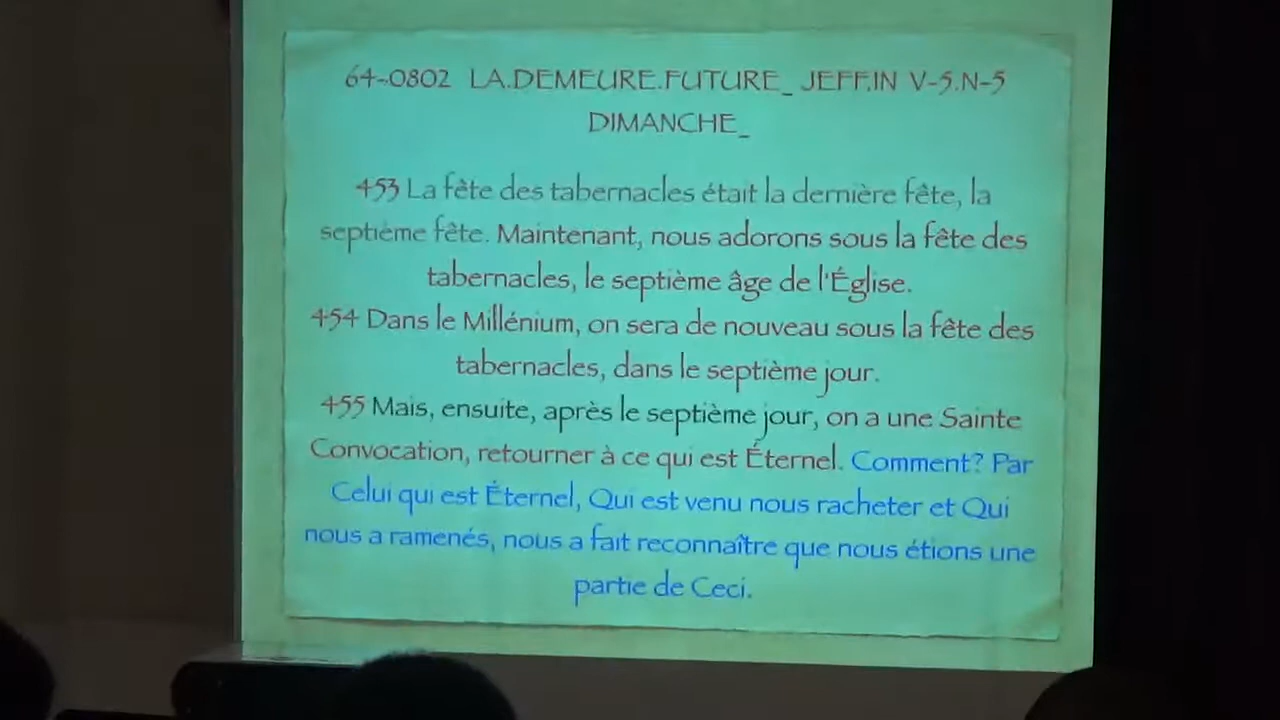 64-0802 LA.DEMEURE.FUTURE_ JEFF.IN V-5.N-5
DIMANCHE_
453 La fête des tabernacles était la dernière fête, la
septième fête. Maintenant, nous adorons sous la fête des
tabernacles, le septième âge de l'Église.
454 Dans le Millénium, on sera de nouveau sous la fête des
tabernacles, dans le septième jour.
455 Mais, ensuite, après le septième jour, on a une Sainte
Convocation, retourner à ce qui est Éternel. Comment? Par
Celui qui est Éternel, Qui est venu nous racheter et Qui
nous a ramenés, nous a fait reconnaître que nous étions une
partie de Ceci.